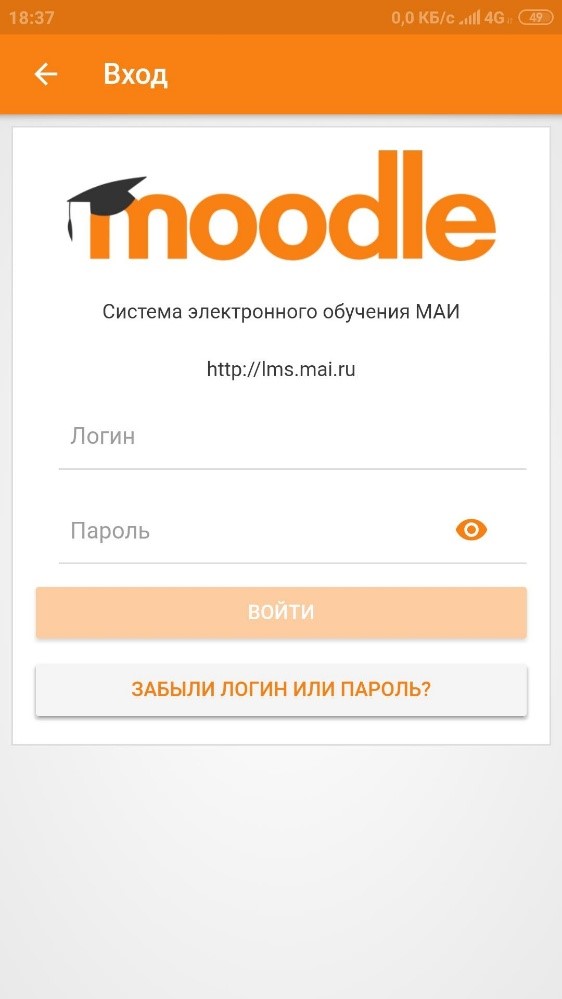 18:37 0,0 КБ/с 4G 49
Вход
moodle
Система электронного обучения МАИ
http://lms.mai.ru
Логин
Пароль
ВОЙТИ
ЗАБЫЛИ ЛОГИН ИЛИ ПАРОЛЬ?